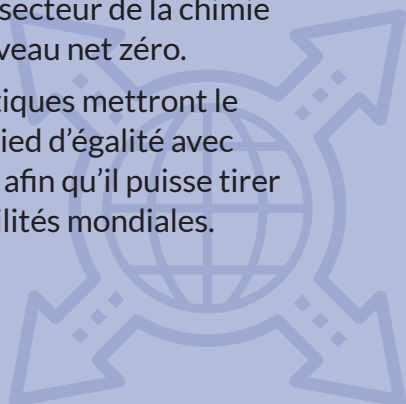 secteur de la chimie
veau net zéro.
tiques mettront le
ied d'égalité avec
afin qu'il puisse tirer
ilités mondiales.